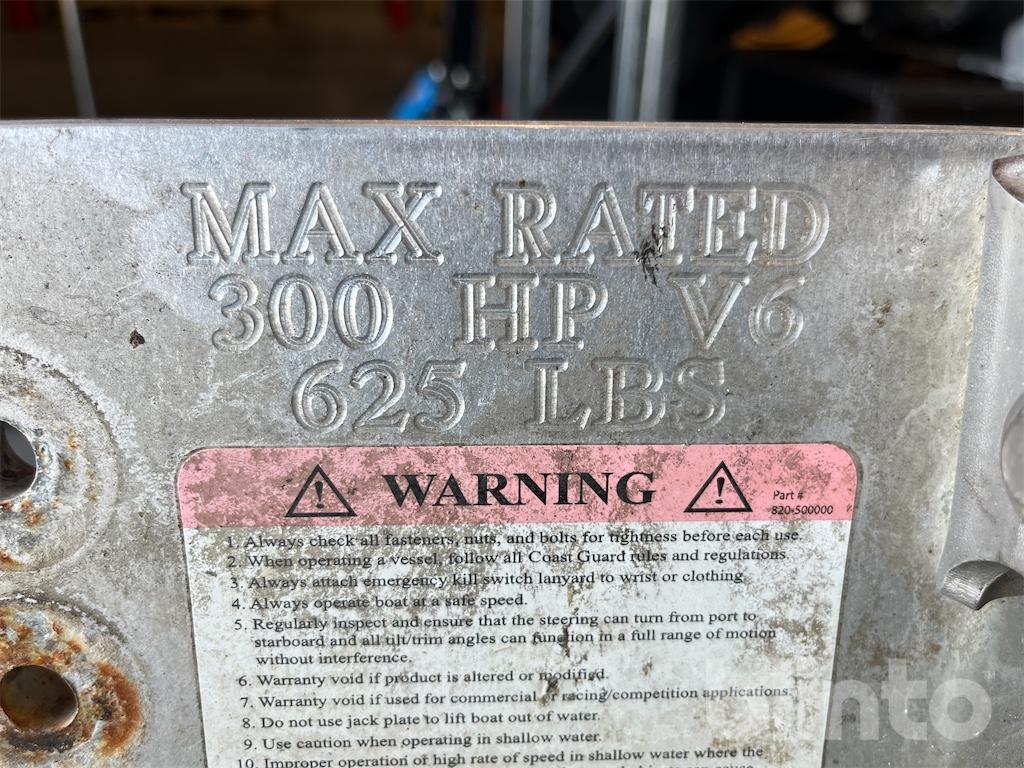 MAX RATED
300 HP V6
625 LBS
WARNING
Part #
820-500000
1. Always check all fasteners, nuts, and bolts for tightness before each use.
2. When operating a vessel, follow all Coast Guard rules and regulations.
3. Always attach emergency kill switch lanyard to wrist or clothing
4. Always operate boat at a safe speed.
5. Regularly inspect and ensure that the steering can turn from port to
starboard and all tilt/trim angles can function in a full range of motion
without interference.
6. Warranty void if product is altered or modified.
7. Warranty void if used for commercial or racing/competition applications.
8. Do not use jack plate to lift boat out of water.
9. Use caution when operating in shallow water.
10. Improper operation of high rate of speed in shallow water where the